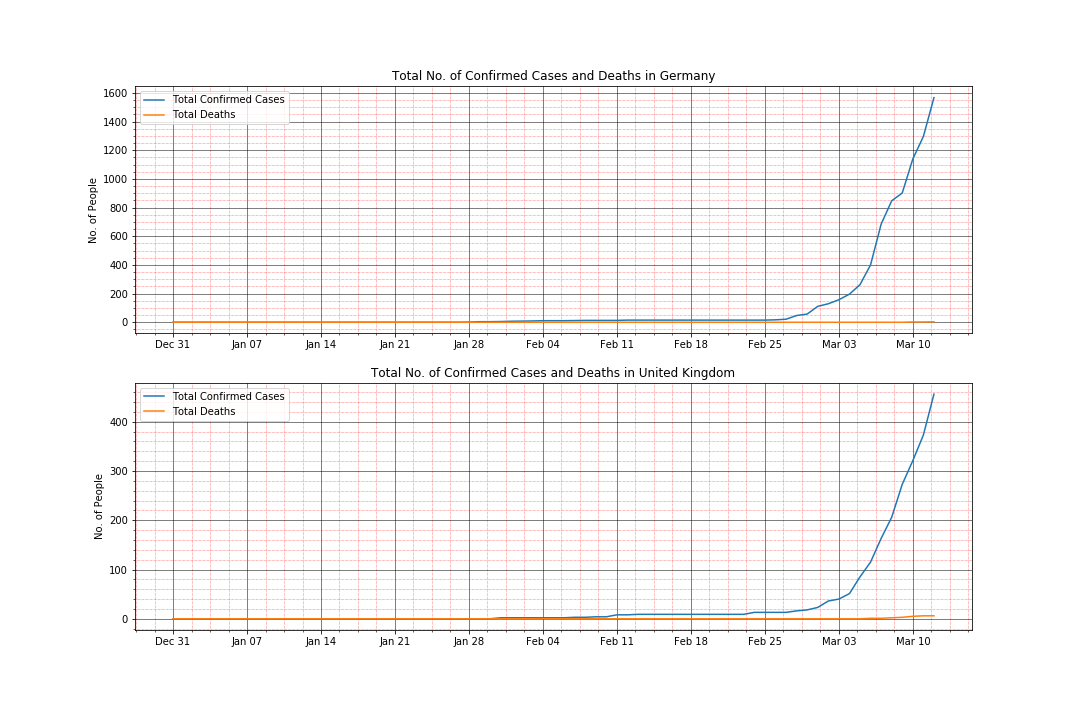 Total No. of Confirmed Cases and Deaths in Germany
Total Confirmed Cases
Total Deaths
No. of People
1600
1400
1200
1000
800
600
400
200
0
Dec 31 Jan 07 Jan 14 Jan 21 Jan 28 Feb 04 Feb 11 Feb 18 Feb 25 Mar 03 Mar 10
Total No. of Confirmed Cases and Deaths in United Kingdom
Total Confirmed Cases
Total Deaths
No. of People
400
300
200
100
0
Dec 31 Jan 07 Jan 14 Jan 21 Jan 28 Feb 04 Feb 11 Feb 18 Feb 25 Mar 03 Mar 10